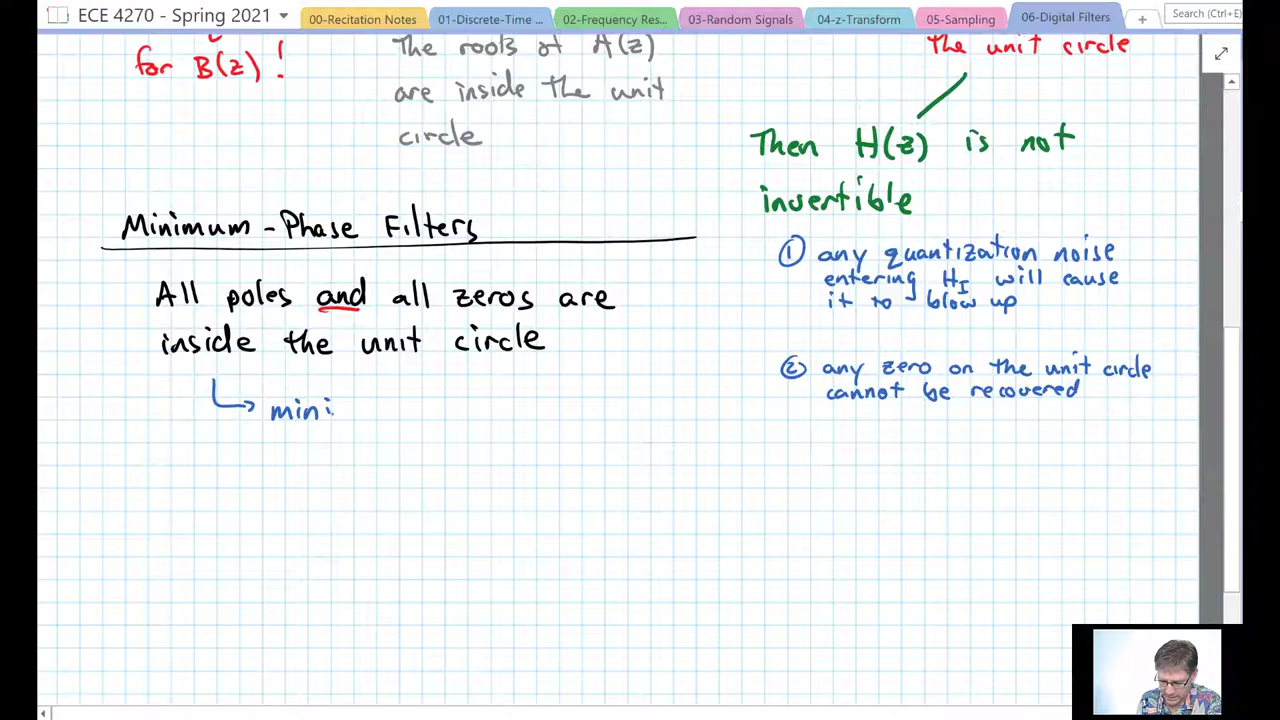 ECE 4270 - Spring 2021
00-Recitation Notes
01-Discrete-Time ...
02-Frequency Res...
03-Random Signals
04-z-Transform
05-Sampling
06-Digital Filters
Search (Ctrl+E)
for B(z) !
The roots of A(z)
are inside the unit
circle
the unit circle
Then H(z) is not
invertible
Minimum-Phase Filters
All poles and all zeros are
inside the unit circle
mini
① any quantization noise
entering H_I will cause
it to blow up
② any zero on the unit circle
cannot be recovered